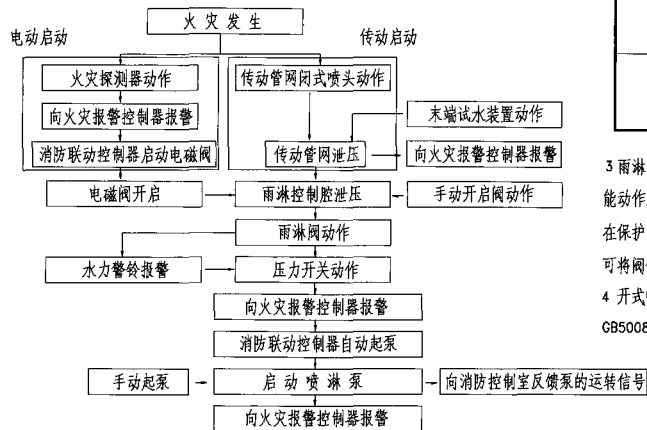 火灾发生
电动启动
传动启动
火灾探测器动作
传动管网闭式喷头动作
向火灾报警控制器报警
末端试水装置动作
消防联动控制器启动电磁阀
传动管网泄压
向火灾报警控制器报警
电磁阀开启
雨淋控制腔泄压
手动开启阀动作
雨淋阀动作
水力警铃报警
压力开关动作
向火灾报警控制器报警
消防联动控制器自动起泵
手动起泵
启动喷淋泵
向消防控制室反馈泵的运转信号
向火灾报警控制器报警
3 雨淋
能动作
在保护
可将阀
4 开式
GB5008